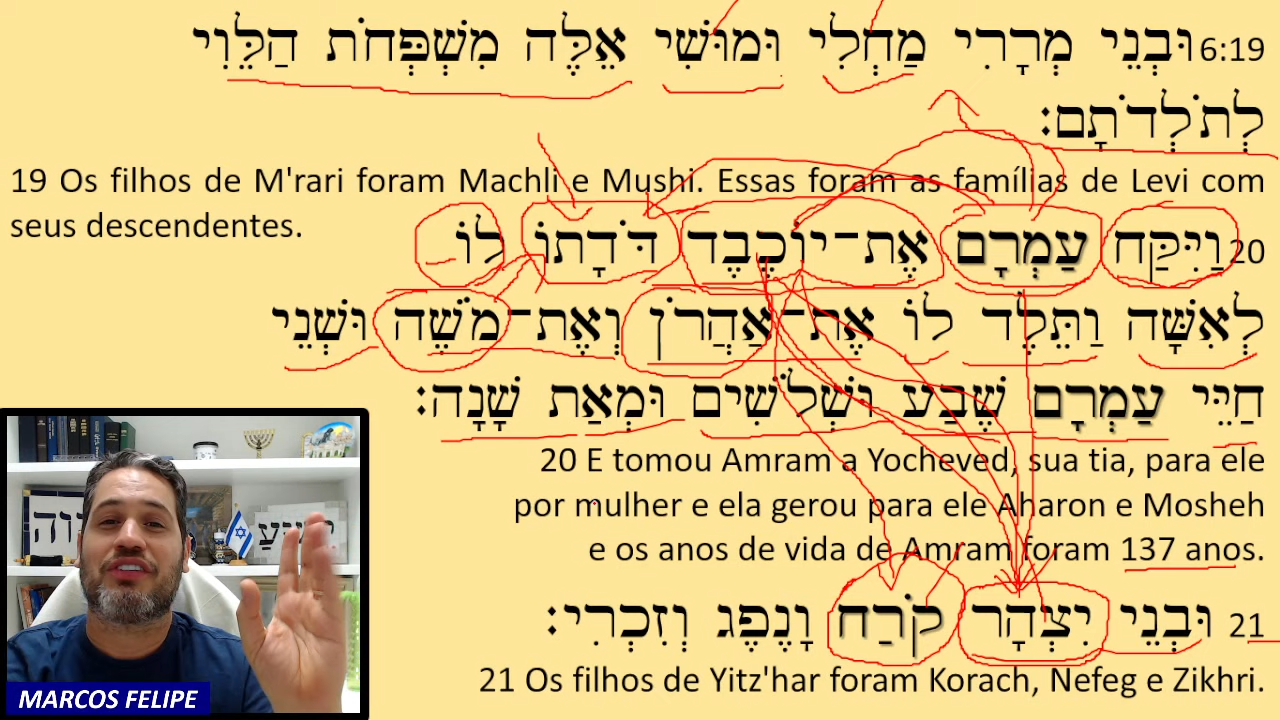 6:19 וּבְנֵי מְרָרִי מַחְלִי וּמוּשִׁי אֵלֶּה מִשְׁפְּחֹת הַלֵּוִי
לְתֹלְדֹתָם׃
19 Os filhos de M'rari foram Machli e Mushi. Essas foram as famílias de Levi com
seus descendentes.
20 וַיִּקַּח עַמְרָם אֶת־יוֹכֶבֶד דֹּדָתוֹ לוֹ
לְאִשָּׁה וַתֵּלֶד לוֹ אֶת־אַהֲרֹן וְאֶת־מֹשֶׁה וּשְׁנֵי
חַיֵּי עַמְרָם שֶׁבַע וּשְׁלֹשִׁים וּמְאַת שָׁנָה׃
20 E tomou Amram a Yocheved, sua tia, para ele
por mulher e ela gerou para ele Aharon e Mosheh
e os anos de vida de Amram foram 137 anos.
21 וּבְנֵי יִצְהָר קֹרַח וָנֶפֶג וְזִכְרִי׃
21 Os filhos de Yitz'har foram Korach, Nefeg e Zikhri.
MARCOS FELIPE